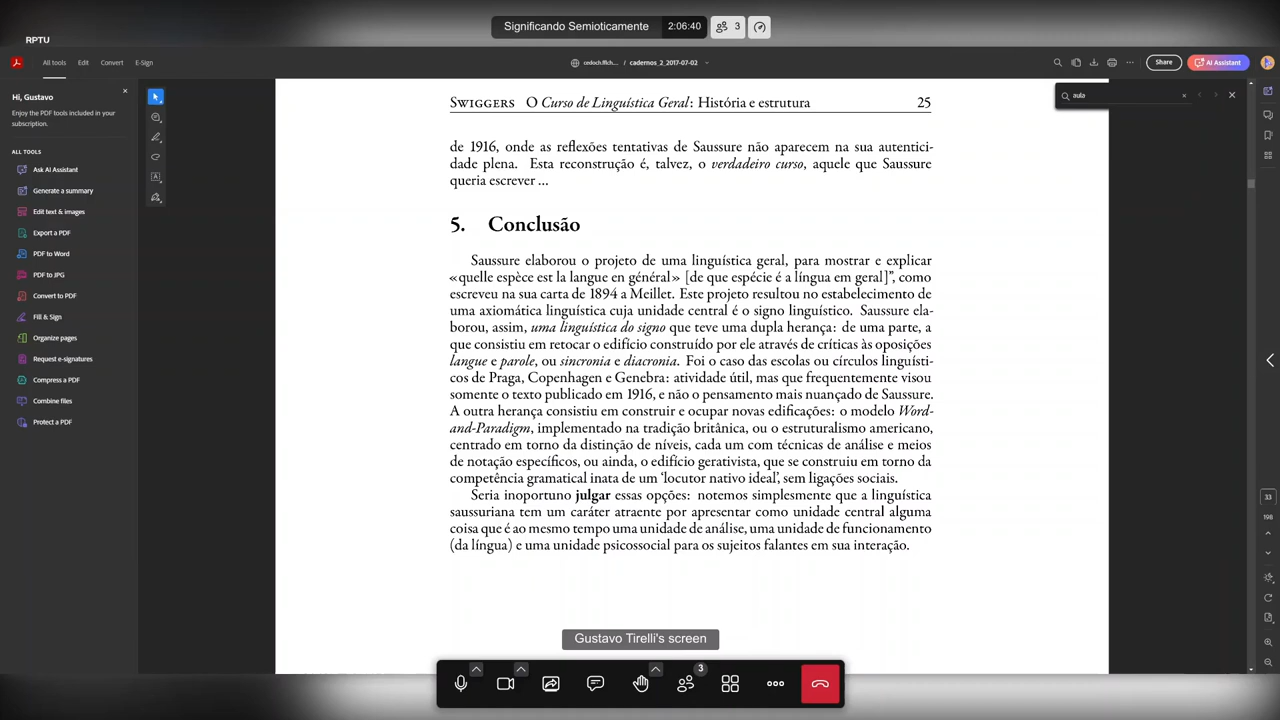 Significando Semioticamente 2:06:40 3
RPTU
All tools Edit Convert E-Sign
cadernos_2_2017-07-02
Share AI Assistant
Hi, Gustavo
Enjoy the PDF tools included in your
subscription.
ALL TOOLS
Ask AI Assistant
Generate a summary
Edit text & images
Export a PDF
PDF to Word
PDF to JPG
Convert to PDF
Fill & Sign
Organize pages
Request e-signatures
Compress a PDF
Combine files
Protect a PDF
aula
SWIGGERS O Curso de Linguística Geral: História e estrutura 25
de 1916, onde as reflexões tentativas de Saussure não aparecem na sua autentici-
dade plena. Esta reconstrução é, talvez, o verdadeiro curso, aquele que Saussure
queria escrever ...
5. Conclusão
Saussure elaborou o projeto de uma linguística geral, para mostrar e explicar
«quelle espèce est la langue en général» [de que espécie é a língua em geral]”, como
escreveu na sua carta de 1894 a Meillet. Este projeto resultou no estabelecimento de
uma axiomática linguística cuja unidade central é o signo linguístico. Saussure ela-
borou, assim, uma linguística do signo que teve uma dupla herança: de uma parte, a
que consistiu em retocar o edifício construído por ele através de críticas às oposições
langue e parole, ou sincronia e diacronia. Foi o caso das escolas ou círculos linguísti-
cos de Praga, Copenhagen e Genebra: atividade útil, mas que frequentemente visou
somente o texto publicado em 1916, e não o pensamento mais nuançado de Saussure.
A outra herança consistiu em construir e ocupar novas edificações: o modelo Word-
and-Paradigm, implementado na tradição britânica, ou o estruturalismo americano,
centrado em torno da distinção de níveis, cada um com técnicas de análise e meios
de notação específicos, ou ainda, o edifício gerativista, que se construiu em torno da
competência gramatical inata de um ‘locutor nativo ideal’, sem ligações sociais.
Seria inoportuno julgar essas opções: notemos simplesmente que a linguística
saussuriana tem um caráter atraente por apresentar como unidade central alguma
coisa que é ao mesmo tempo uma unidade de análise, uma unidade de funcionamento
(da língua) e uma unidade psicossocial para os sujeitos falantes em sua interação.
33
198
Gustavo Tirelli's screen
3